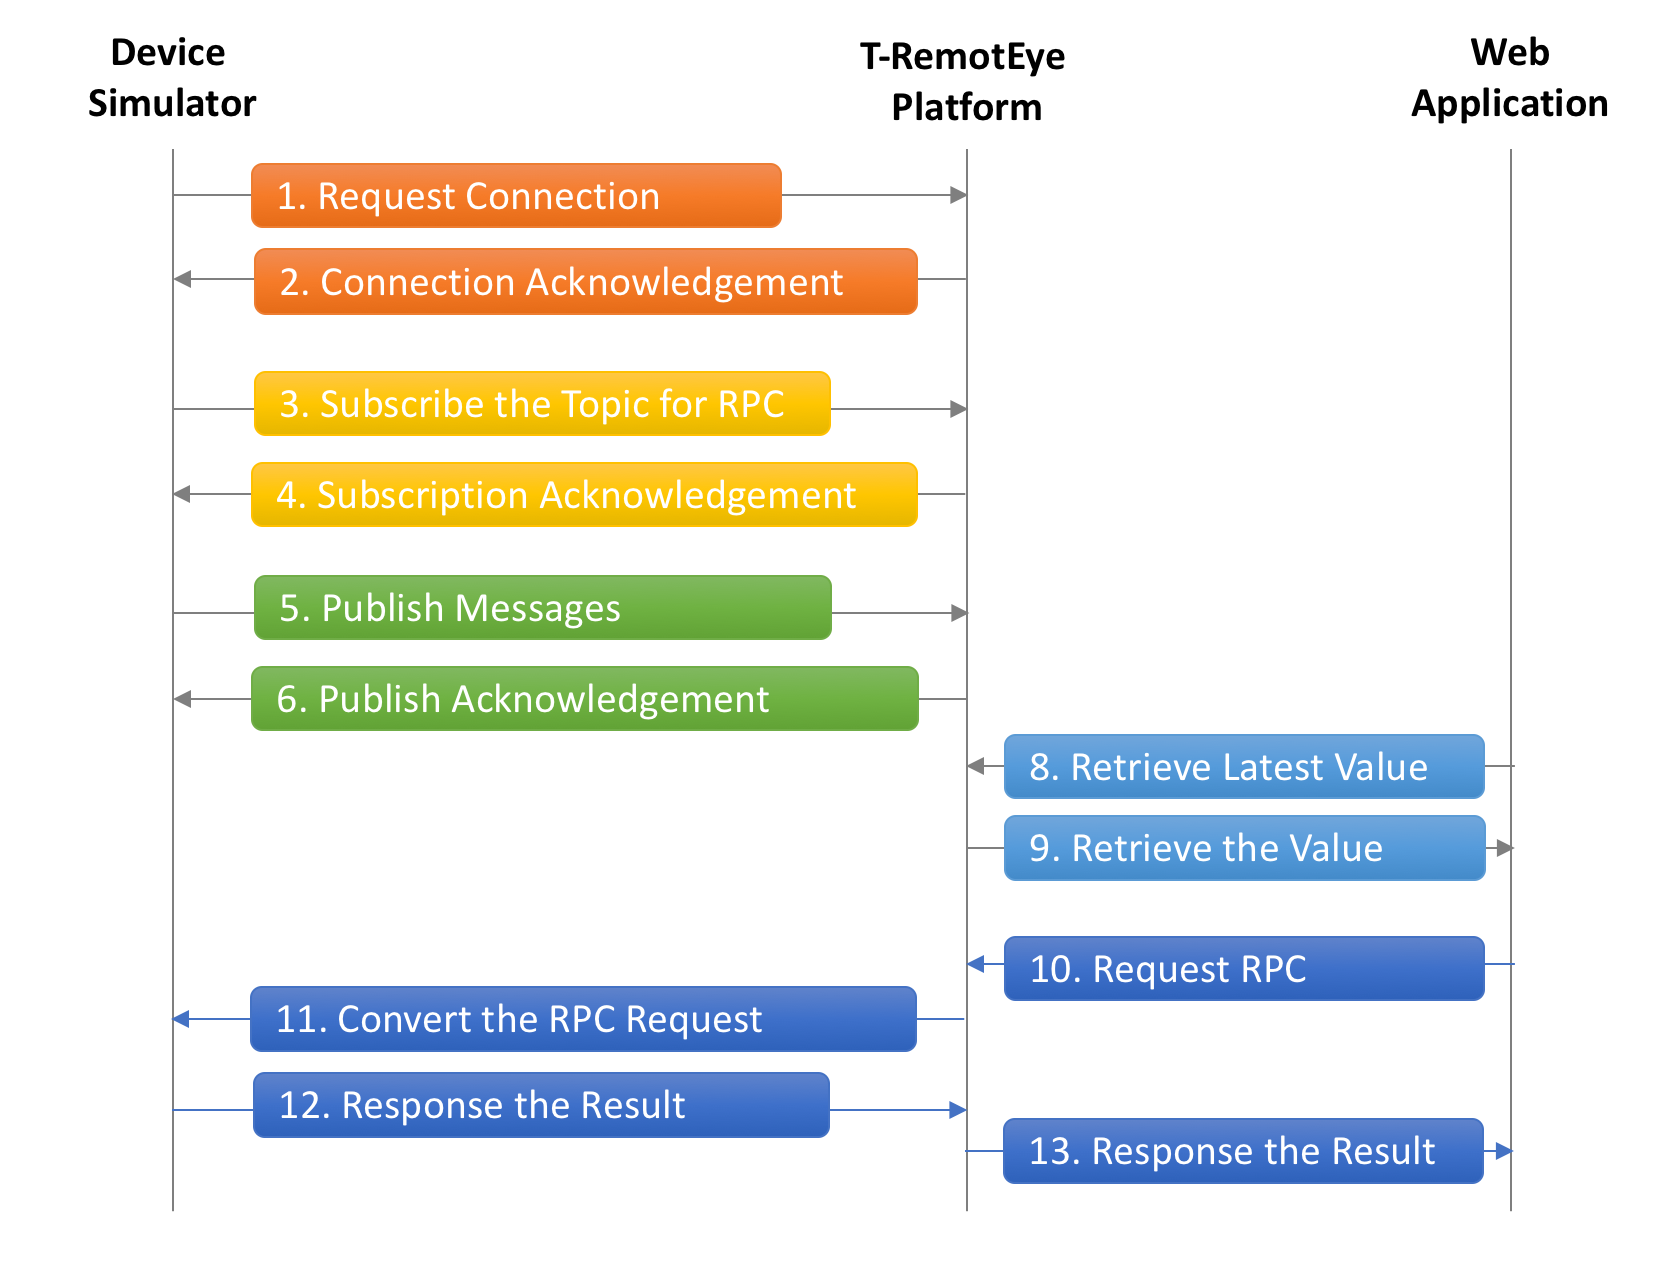 Device
Simulator
T-RemotEye
Platform
Web
Application
1. Request Connection
2. Connection Acknowledgement
3. Subscribe the Topic for RPC
4. Subscription Acknowledgement
5. Publish Messages
6. Publish Acknowledgement
8. Retrieve Latest Value
9. Retrieve the Value
10. Request RPC
11. Convert the RPC Request
12. Response the Result
13. Response the Result